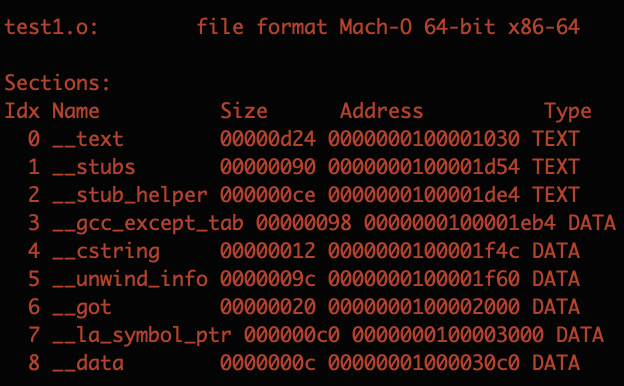 test1.o:        file format Mach-O 64-bit x86-64

Sections:
Idx Name          Size      Address          Type
  0 __text        00000d24 0000000100001030 TEXT
  1 __stubs       00000090 0000000100001d54 TEXT
  2 __stub_helper 000000ce 0000000100001de4 TEXT
  3 __gcc_except_tab 00000098 0000000100001eb4 DATA
  4 __cstring     00000012 0000000100001f4c DATA
  5 __unwind_info 0000009c 0000000100001f60 DATA
  6 __got         00000020 0000000100002000 DATA
  7 __la_symbol_ptr 000000c0 0000000100003000 DATA
  8 __data        0000000c 00000001000030c0 DATA